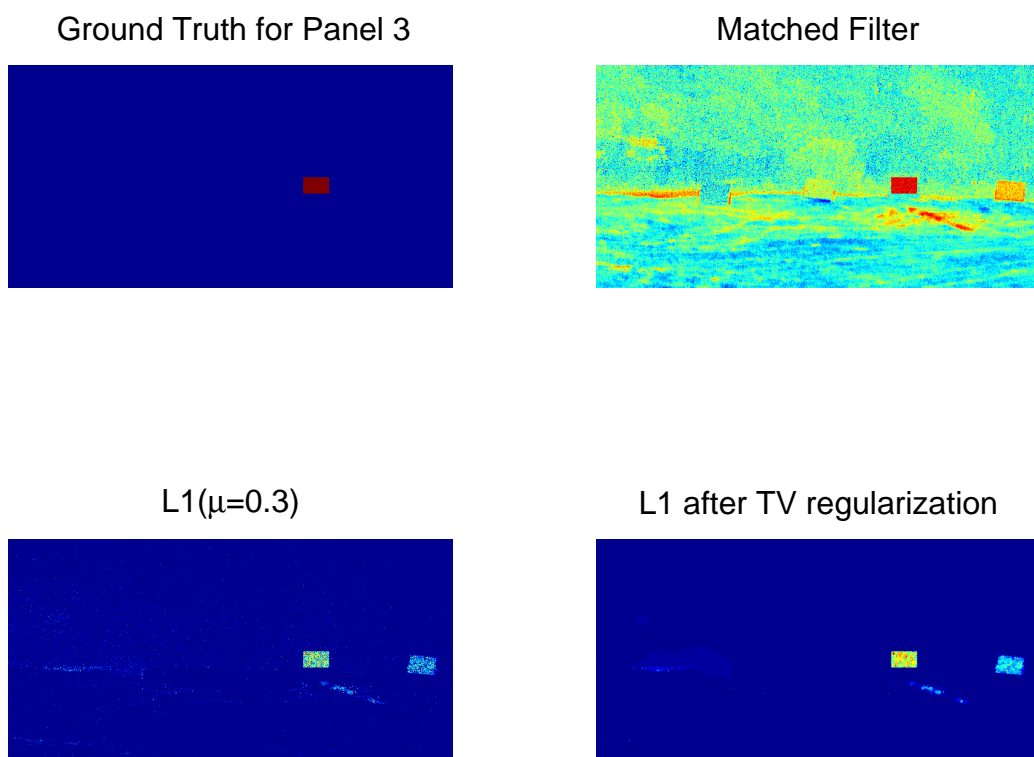 Ground Truth for Panel 3
Matched Filter
L1(μ=0.3)
L1 after TV regularization